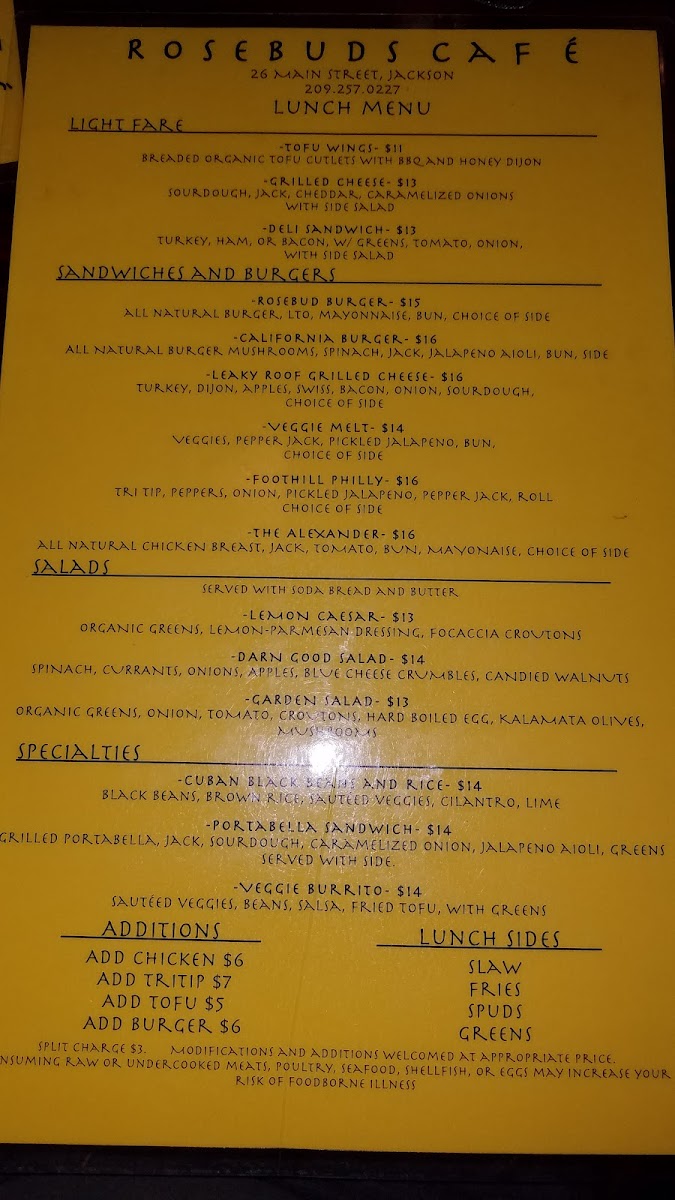 ROSEBUDS CAFÉ
26 MAIN STREET, JACKSON
209.257.0227
LUNCH MENU
LIGHT FARE
-TOFU WINGS- $11
BREADED ORGANIC TOFU CUTLETS WITH BBQ AND HONEY DIJON
-GRILLED CHEESE- $13
SOURDOUGH, JACK, CHEDDAR, CARAMELIZED ONIONS
WITH SIDE SALAD
-DELI SANDWICH- $13
TURKEY, HAM, OR BACON, W/ GREENS, TOMATO, ONION,
WITH SIDE SALAD
SANDWICHES AND BURGERS
-ROSEBUD BURGER- $15
ALL NATURAL BURGER, LTO, MAYONNAISE, BUN, CHOICE OF SIDE
-CALIFORNIA BURGER- $16
ALL NATURAL BURGER MUSHROOMS, SPINACH, JACK, JALAPENO AIOLI, BUN, SIDE
-LEAKY ROOF GRILLED CHEESE- $16
TURKEY, DIJON, APPLES, SWISS, BACON, ONION, SOURDOUGH,
CHOICE OF SIDE
-VEGGIE MELT- $14
VEGGIES, PEPPER JACK, PICKLED JALAPENO, BUN,
CHOICE OF SIDE
-FOOTHILL PHILLY- $16
TRI TIP, PEPPERS, ONION, PICKLED JALAPENO, PEPPER JACK, ROLL
CHOICE OF SIDE
-THE ALEXANDER- $16
ALL NATURAL CHICKEN BREAST, JACK, TOMATO, BUN, MAYONAISE, CHOICE OF SIDE
SALADS
SERVED WITH SODA BREAD AND BUTTER
-LEMON CAESAR- $13
ORGANIC GREENS, LEMON-PARMESAN DRESSING, FOCACCIA CROUTONS
-DARN GOOD SALAD- $14
SPINACH, CURRANTS, ONIONS, APPLES, BLUE CHEESE CRUMBLES, CANDIED WALNUTS
-GARDEN SALAD- $13
ORGANIC GREENS, ONION, TOMATO, CROUTONS, HARD BOILED EGG, KALAMATA OLIVES,
MUSHROOMS
SPECIALTIES
-CUBAN BLACK BEANS AND RICE- $14
BLACK BEANS, BROWN RICE, SAUTÉED VEGGIES, CILANTRO, LIME
-PORTABELLA SANDWICH- $14
GRILLED PORTABELLA, JACK, SOURDOUGH, CARAMELIZED ONION, JALAPENO AIOLI, GREENS
SERVED WITH SIDE.
-VEGGIE BURRITO- $14
SAUTÉED VEGGIES, BEANS, SALSA, FRIED TOFU, WITH GREENS
ADDITIONS
ADD CHICKEN $6
ADD TRITIP $7
ADD TOFU $5
ADD BURGER $6
LUNCH SIDES
SLAW
FRIES
SPUDS
GREENS
SPLIT CHARGE $3. MODIFICATIONS AND ADDITIONS WELCOMED AT APPROPRIATE PRICE.
NSUMING RAW OR UNDERCOOKED MEATS, POULTRY, SEAFOOD, SHELLFISH, OR EGGS MAY INCREASE YOUR
RISK OF FOODBORNE ILLNESS